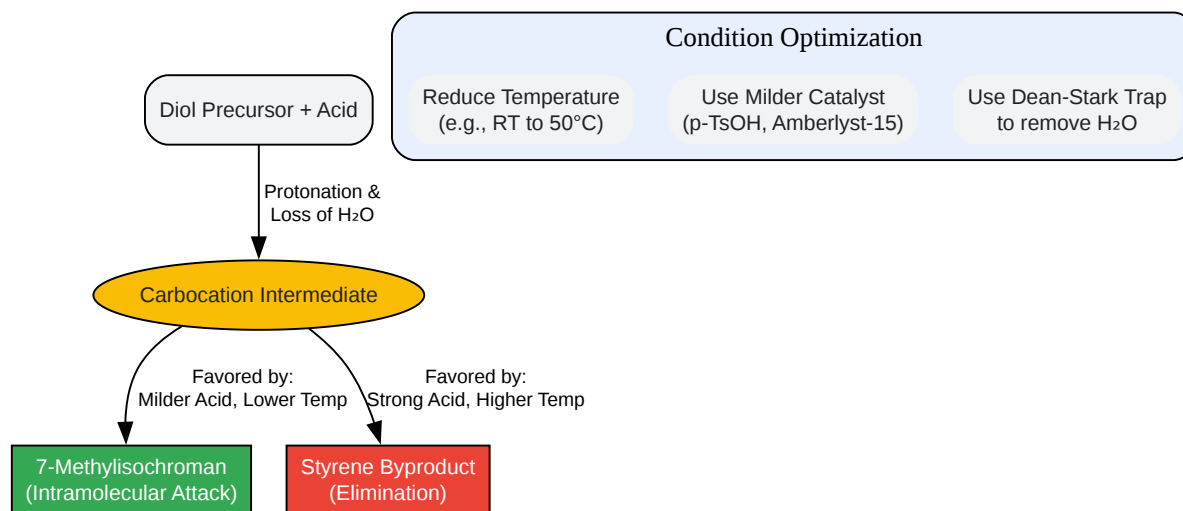 Condition Optimization
Diol Precursor + Acid
Reduce Temperature
(e.g., RT to 50°C)
Use Milder Catalyst
(p-TsOH, Amberlyst-15)
Use Dean-Stark Trap
to remove H₂O
Protonation &
Loss of H₂O
Carbocation Intermediate
Favored by:
Milder Acid, Lower Temp
Favored by:
Strong Acid, Higher Temp
7-Methylisochroman
(Intramolecular Attack)
Styrene Byproduct
(Elimination)